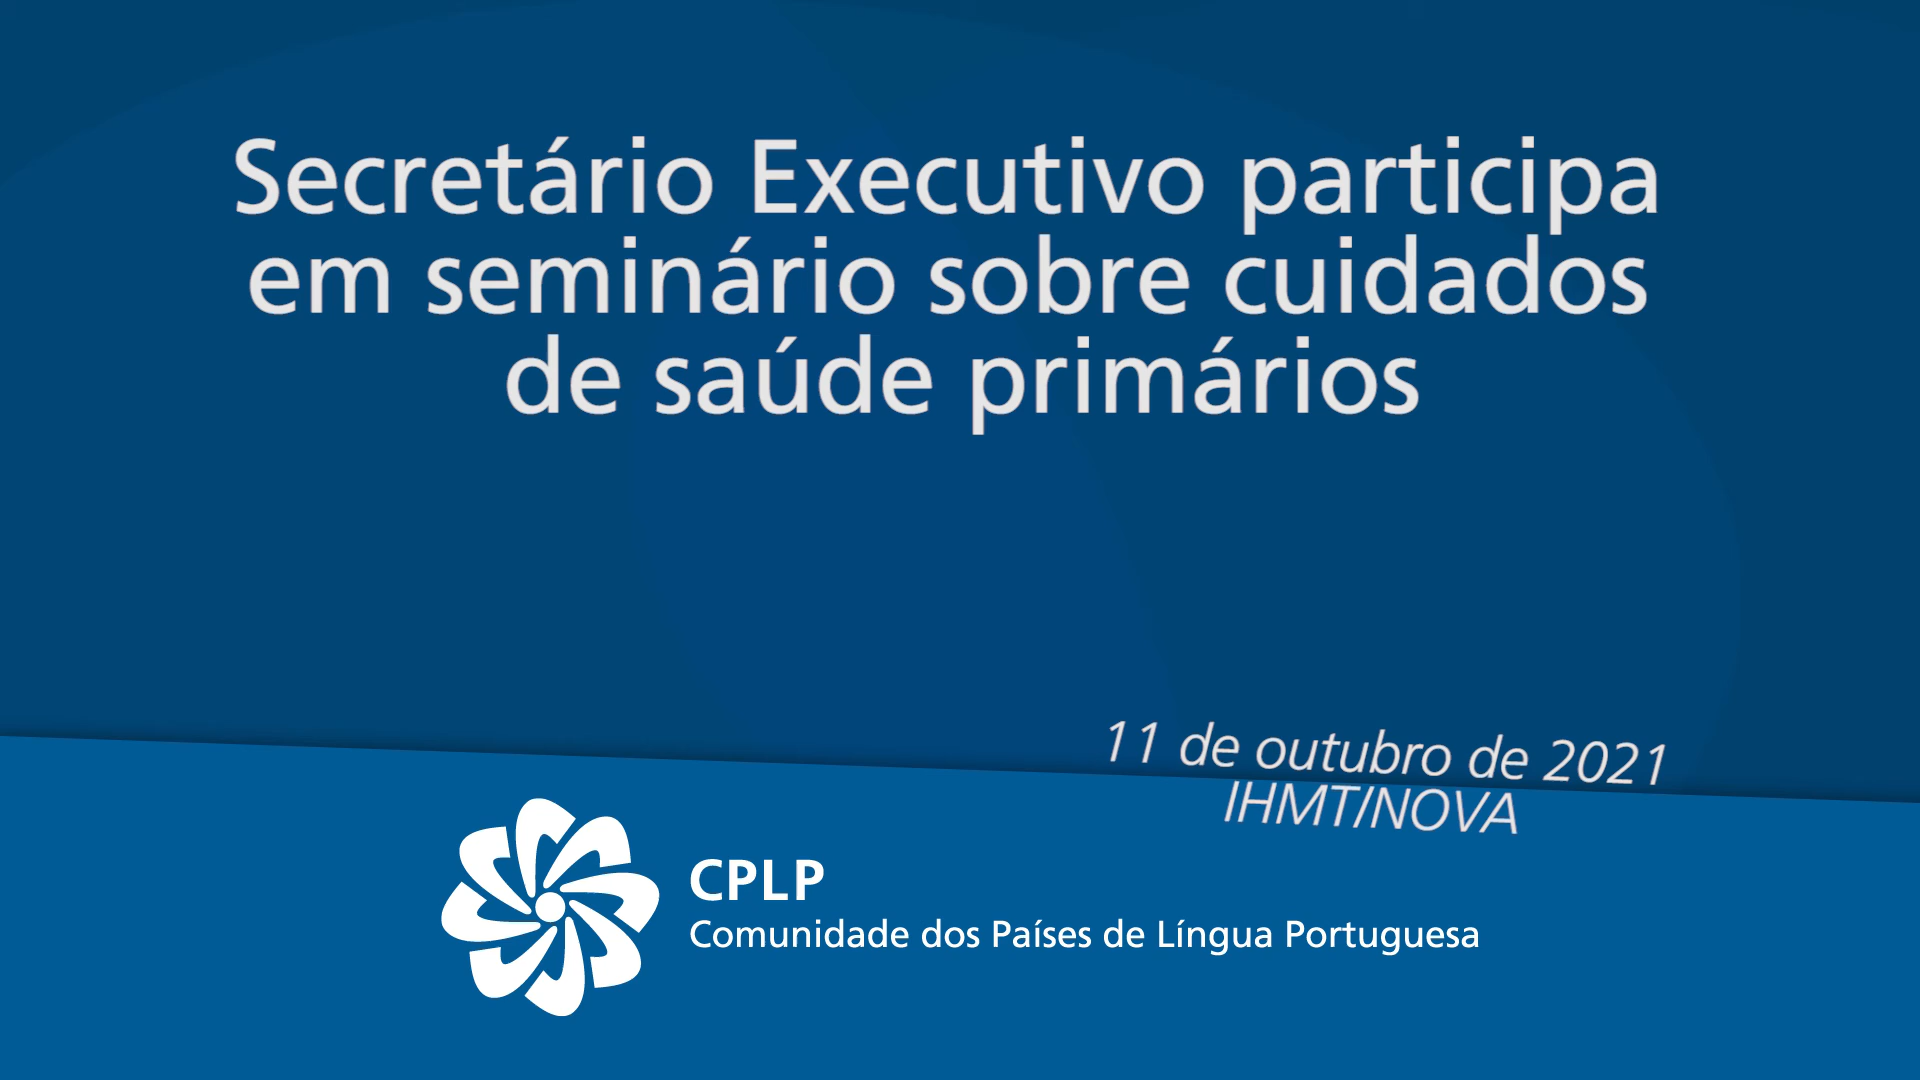 Secretário Executivo participa
em seminário sobre cuidados
de saúde primários
11 de outubro de 2021
IHMT/NOVA
CPLP
Comunidade dos Países de Língua Portuguesa